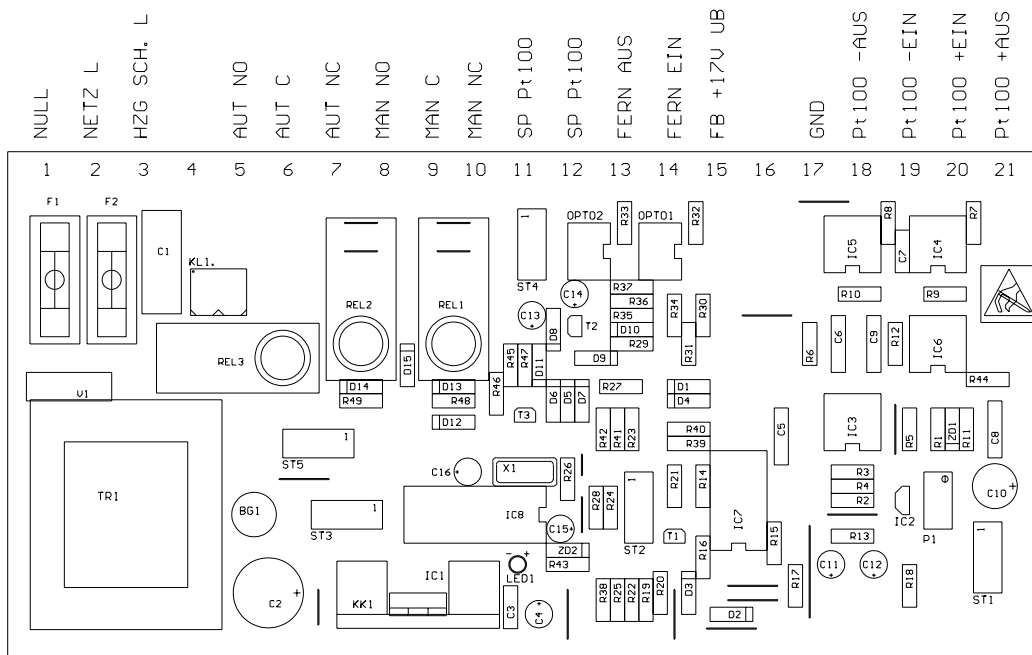 NULL
NETZ L
HZG SCH. L
AUT NO
AUT C
AUT NC
MAN NO
MAN C
MAN NC
SP Pt100
SP Pt100
FERN AUS
FERN EIN
FB +17V UB
GND
Pt100 -AUS
Pt100 -EIN
Pt100 +EIN
Pt100 +AUS
1 2 3 4 5 6 7 8 9 10 11 12 13 14 15 16 17 18 19 20 21
F1 F2
C1
KL1.
REL2
REL1
REL3
ST4
OPTO2
R33
OPTO1
R32
R8
IC5
C7
IC4
R7
C14
C13
T2
D8
R37
R36
R35
D10
R29
R34
R30
R31
R10
R9
R6
C6
C9
R12
IC6
R44
V1
D15
D14
R49
D13
R48
D12
R46
R45
R47
D11
D9
D6
D5
D7
R27
D1
D4
T3
R42
R41
R23
R40
R39
C5
IC3
R5
R1
ZD1
R11
C8
TR1
ST5
1
BG1
ST3
1
C16
X1
R26
IC8
C15
R28
R24
1
ST2
R21
R14
T1
IC7
R16
R15
R3
R4
R2
R13
IC2
P1
C10
1
ST1
ZD2
R43
LED1
C2
KK1
IC1
C3
C4
R38
R25
R22
R19
R20
D3
D2
R17
C11
C12
R18